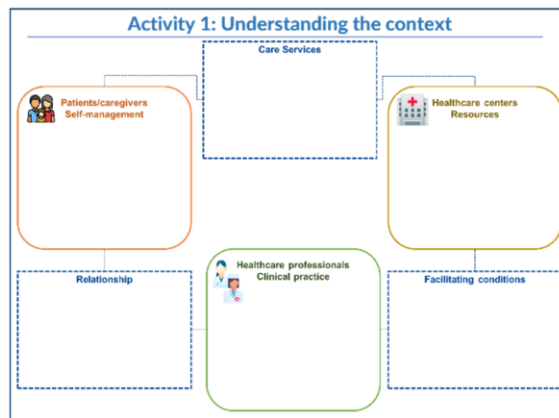 Activity 1: Understanding the context
Care Services
Patients/caregivers
Self-management
Healthcare centers
Resources
Relationship
Healthcare professionals
Clinical practice
Facilitating conditions